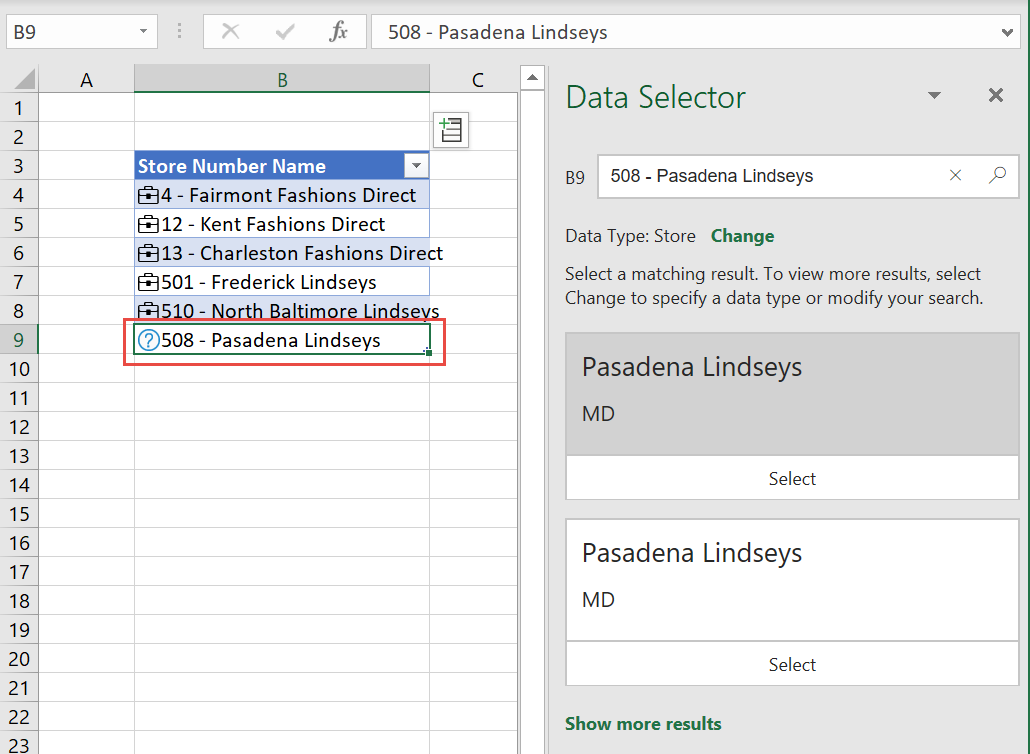 B9
fx
508 - Pasadena Lindseys
A
B
C
1
2
3
Store Number Name
4
4 - Fairmont Fashions Direct
5
12 - Kent Fashions Direct
6
13 - Charleston Fashions Direct
7
501 - Frederick Lindseys
8
510 - North Baltimore Lindseys
9
?
508 - Pasadena Lindseys
10
11
12
13
14
15
16
17
18
19
20
21
22
23
Data Selector
B9
508 - Pasadena Lindseys
Data Type: Store Change
Select a matching result. To view more results, select
Change to specify a data type or modify your search.
Pasadena Lindseys
MD
Select
Pasadena Lindseys
MD
Select
Show more results